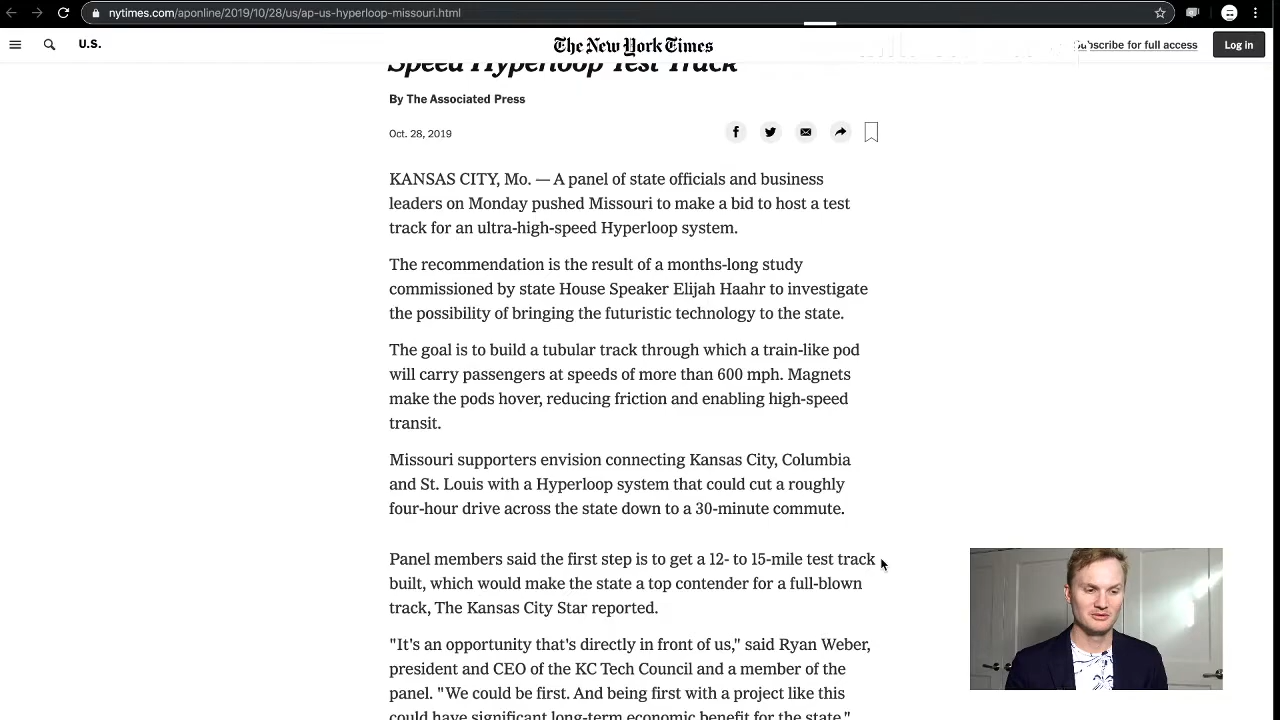 nytimes.com/aponline/2019/10/28/us/ap-us-hyperloop-missouri.html
U.S.
The New York Times
Subscribe for full access
Log in
Speed Hyperloop Test Track
By The Associated Press
Oct. 28, 2019
KANSAS CITY, Mo. — A panel of state officials and business
leaders on Monday pushed Missouri to make a bid to host a test
track for an ultra-high-speed Hyperloop system.
The recommendation is the result of a months-long study
commissioned by state House Speaker Elijah Haahr to investigate
the possibility of bringing the futuristic technology to the state.
The goal is to build a tubular track through which a train-like pod
will carry passengers at speeds of more than 600 mph. Magnets
make the pods hover, reducing friction and enabling high-speed
transit.
Missouri supporters envision connecting Kansas City, Columbia
and St. Louis with a Hyperloop system that could cut a roughly
four-hour drive across the state down to a 30-minute commute.
Panel members said the first step is to get a 12- to 15-mile test track
built, which would make the state a top contender for a full-blown
track, The Kansas City Star reported.
"It's an opportunity that's directly in front of us," said Ryan Weber,
president and CEO of the KC Tech Council and a member of the
panel. "We could be first. And being first with a project like this
could have significant long-term economic benefit for the state."